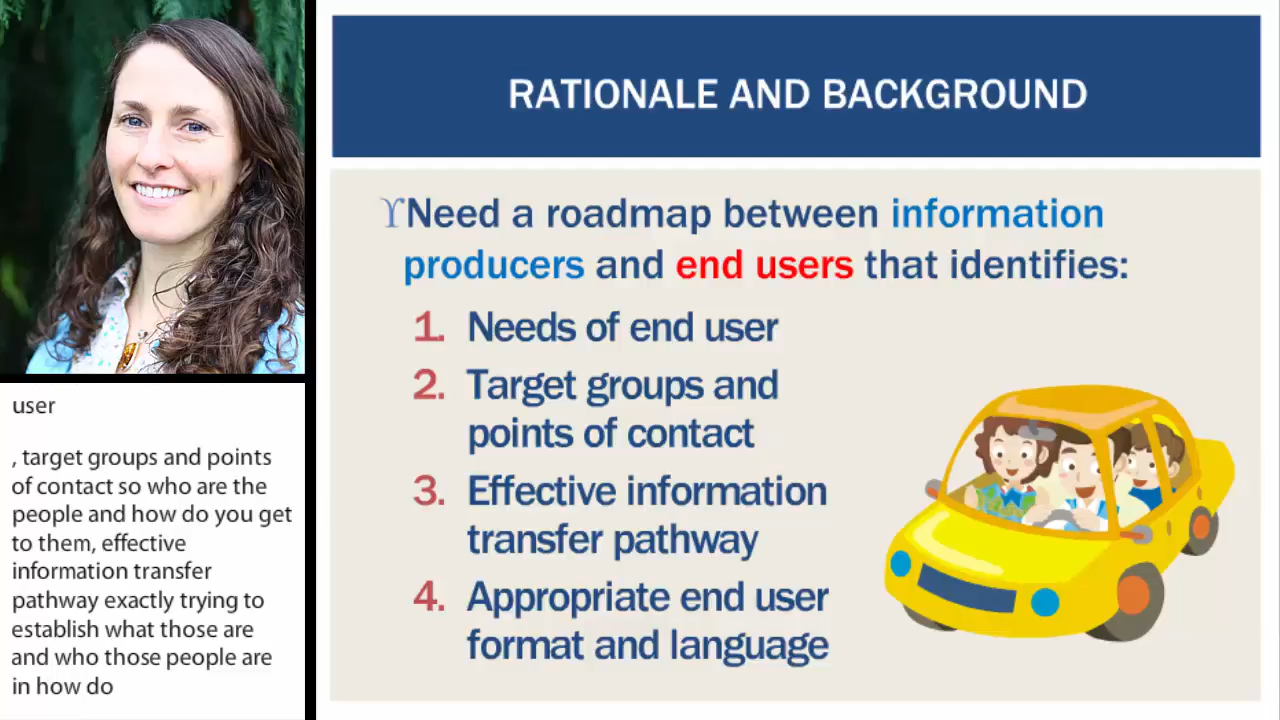 RATIONALE AND BACKGROUND
ϒNeed a roadmap between information
producers and end users that identifies:
1. Needs of end user
2. Target groups and
points of contact
3. Effective information
transfer pathway
4. Appropriate end user
format and language
user
, target groups and points
of contact so who are the
people and how do you get
to them, effective
information transfer
pathway exactly trying to
establish what those are
and who those people are
in how do